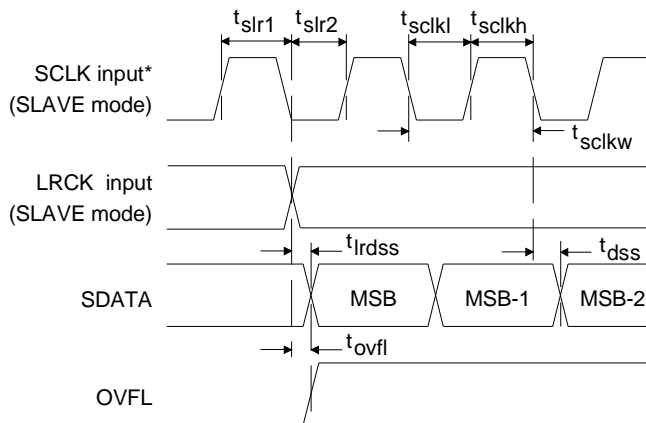 tslr1 tslr2 tsclkl tsclkh
SCLK input*
(SLAVE mode)
tsclkw
LRCK input
(SLAVE mode)
tlrdss
tdss
SDATA MSB MSB-1 MSB-2
tovfl
OVFL